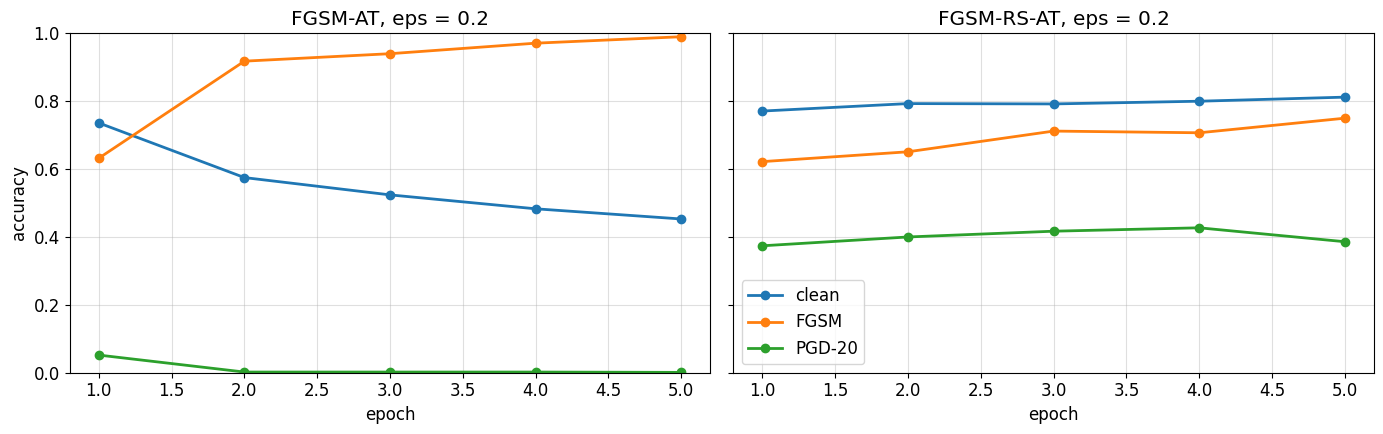 FGSM-AT, eps = 0.2
accuracy
1.0
0.8
0.6
0.4
0.2
0.0
1.0 1.5 2.0 2.5 3.0 3.5 4.0 4.5 5.0
epoch
FGSM-RS-AT, eps = 0.2
clean
FGSM
PGD-20
1.0 1.5 2.0 2.5 3.0 3.5 4.0 4.5 5.0
epoch